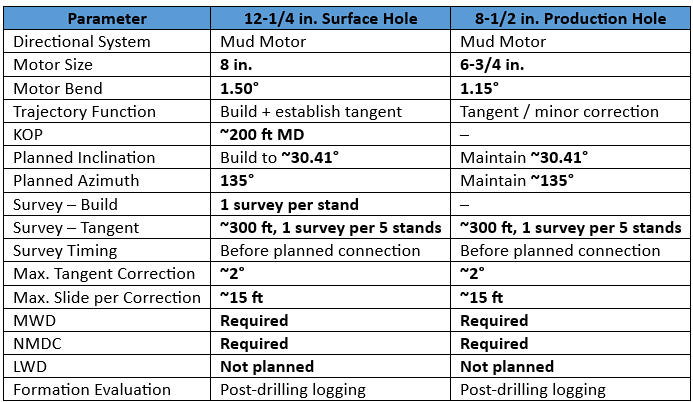 Parameter 12-1/4 in. Surface Hole 8-1/2 in. Production Hole
Directional System Mud Motor Mud Motor
Motor Size 8 in. 6-3/4 in.
Motor Bend 1.50° 1.15°
Trajectory Function Build + establish tangent Tangent / minor correction
KOP ~200 ft MD –
Planned Inclination Build to ~30.41° Maintain ~30.41°
Planned Azimuth 135° Maintain ~135°
Survey – Build 1 survey per stand –
Survey – Tangent ~300 ft, 1 survey per 5 stands ~300 ft, 1 survey per 5 stands
Survey Timing Before planned connection Before planned connection
Max. Tangent Correction ~2° ~2°
Max. Slide per Correction ~15 ft ~15 ft
MWD Required Required
NMDC Required Required
LWD Not planned Not planned
Formation Evaluation Post-drilling logging Post-drilling logging